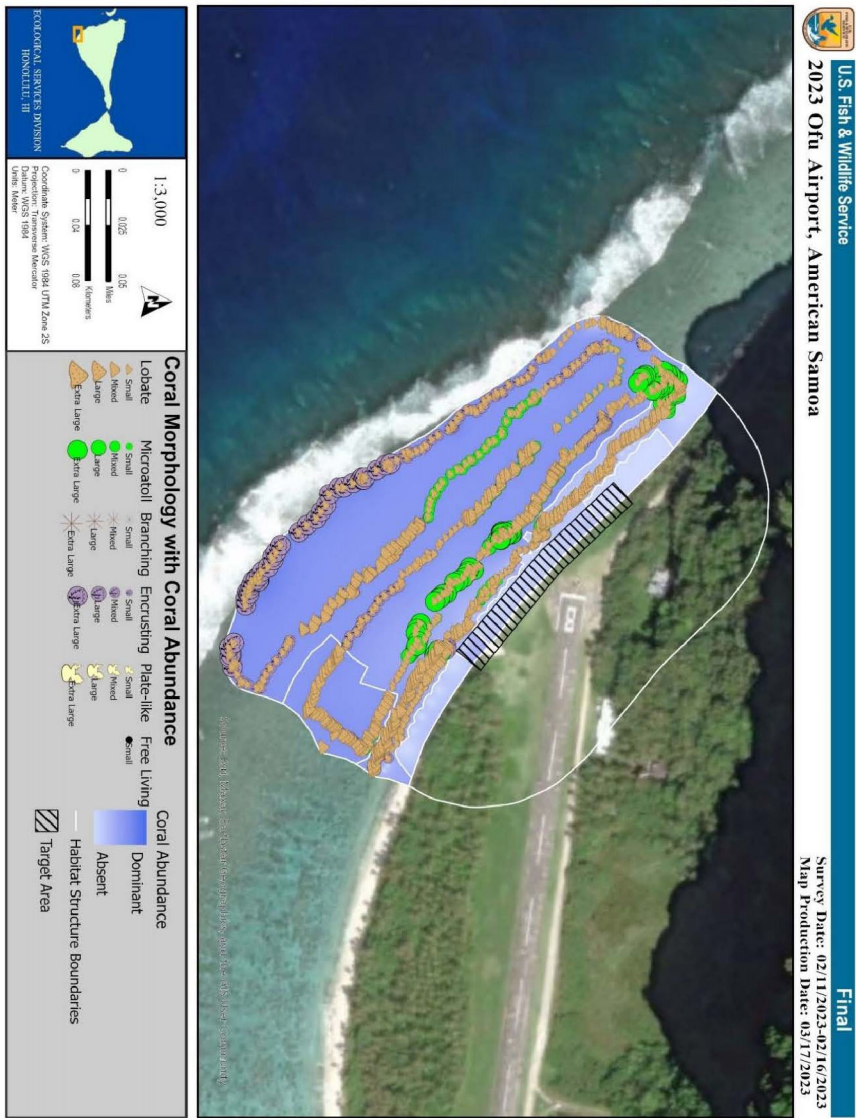 U.S. Fish & Wildlife Service
Final
2023 Ofu Airport, American Samoa
Survey Date: 02/11/2023-02/16/2023
Map Production Date: 03/17/2023
ECOLOGICAL SERVICES DIVISION
HONOLULU, HI
1:3,000
N
0 0.025 0.05
Miles
Kilometers
0 0.04 0.08
Coordinate System: WGS 1984 UTM Zone 2S
Projection: Transverse Mercator
Datum: WGS 1984
Units: Meter
Coral Morphology with Coral Abundance
Lobate
Small
Mixed
Large
Extra Large
Microatoll
Small
Mixed
Large
Extra Large
Branching
Small
Mixed
Large
Extra Large
Encrusting
Small
Mixed
Large
Extra Large
Plate-like
Small
Mixed
Large
Extra Large
Free Living
Small
Coral Abundance
Dominant
Absent
Habitat Structure Boundaries
Target Area